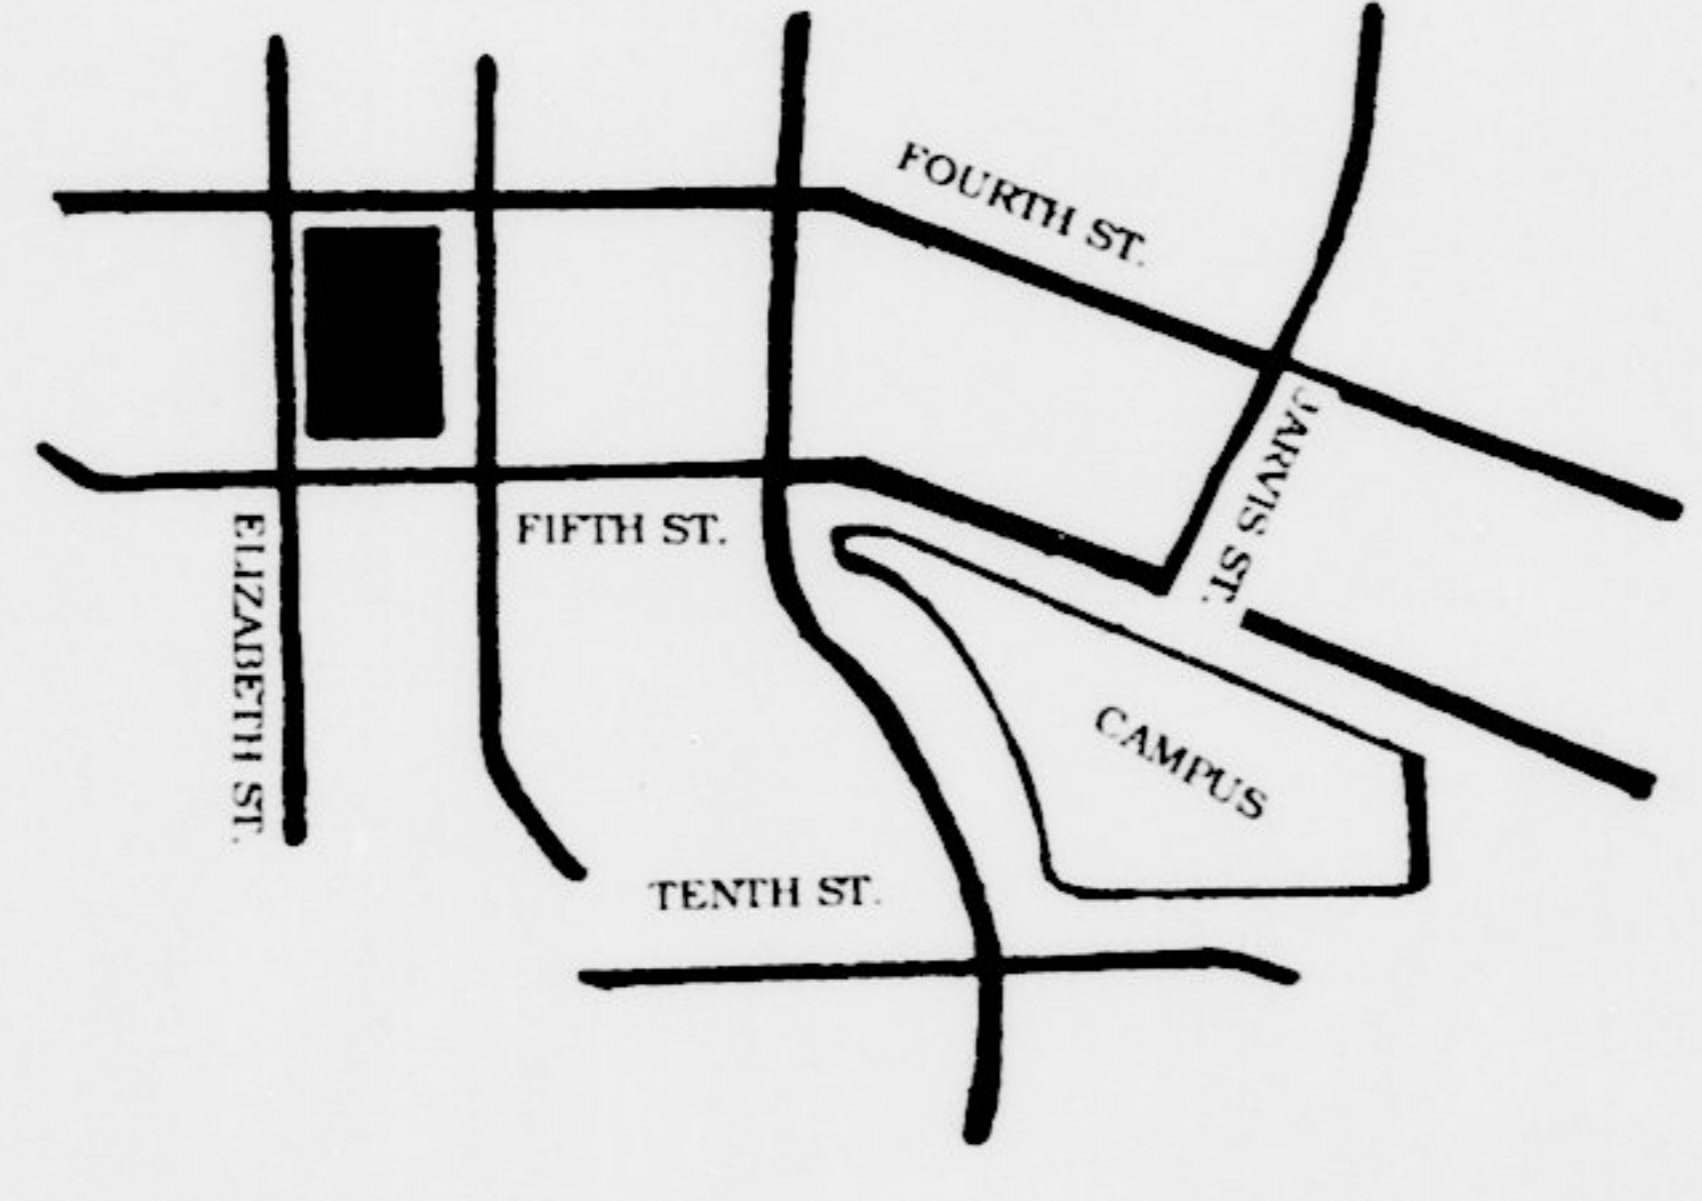 FOURTH ST.
JARVIS ST.
FIFTH ST.
ELIZABETH ST.
CAMPUS
TENTH ST.